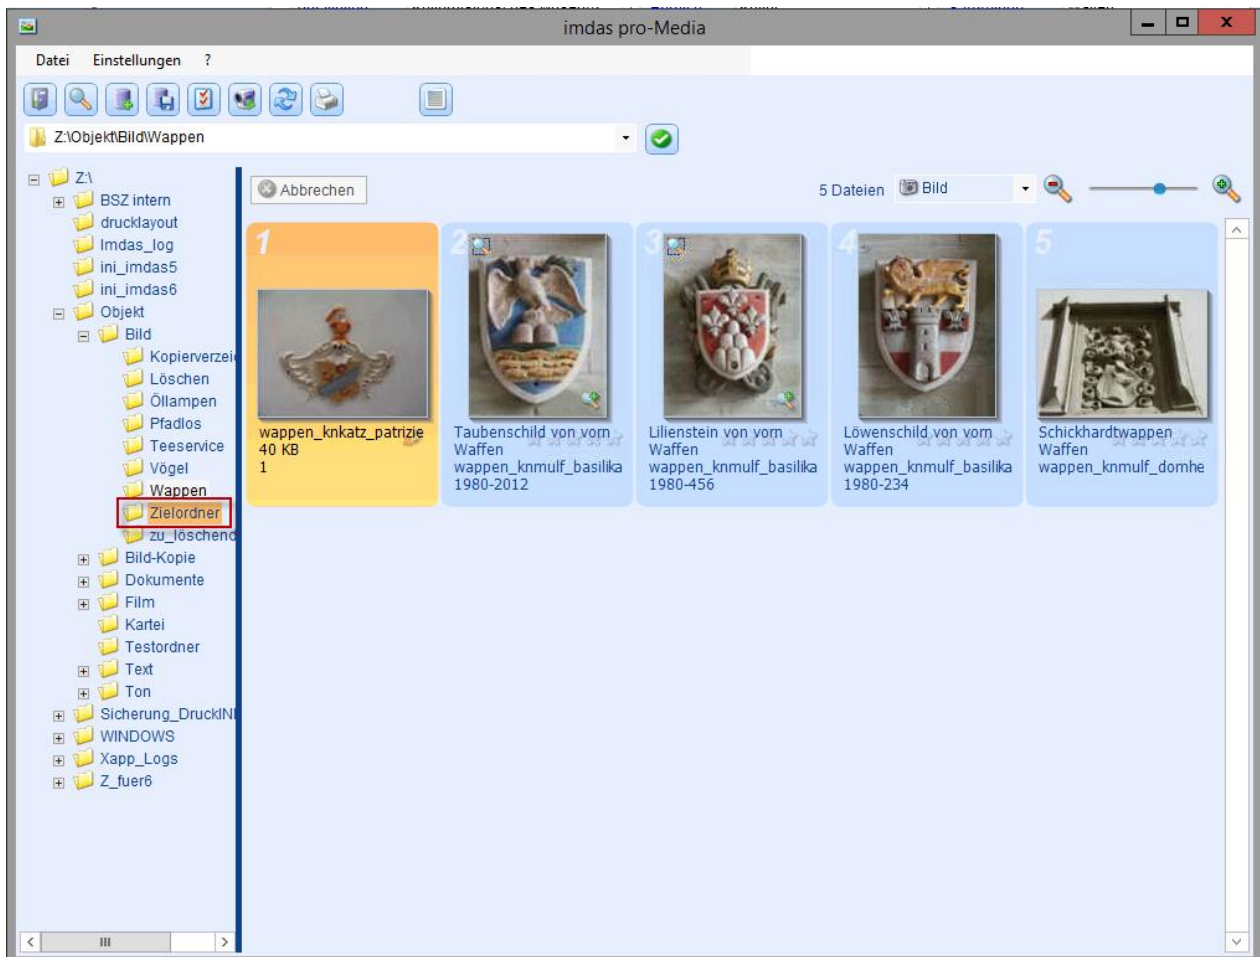 imdas pro-Media
Datei Einstellungen ?
Z:\Objekt\Bild\Wappen
Z:\
BSZ intern
drucklayout
Imdas_log
ini_imdas5
ini_imdas6
Objekt
Bild
Kopierverzei
Löschen
Öllampen
Pfadlos
Teeservice
Vögel
Wappen
Zielordner
zu_löschend
Bild-Kopie
Dokumente
Film
Kartei
Testordner
Text
Ton
Sicherung_DruckIN
WINDOWS
Xapp_Logs
Z_fuer6
Abbrechen
5 Dateien
Bild
1
wappen_knkatz_patrizie
40 KB
1
2
Taubenschild von vorn
Waffen
wappen_knmulf_basilika
1980-2012
3
Lilienstein von vorn
Waffen
wappen_knmulf_basilika
1980-456
4
Löwenschild von vorn
Waffen
wappen_knmulf_basilika
1980-234
5
Schickhardtwappen
Waffen
wappen_knmulf_domhe